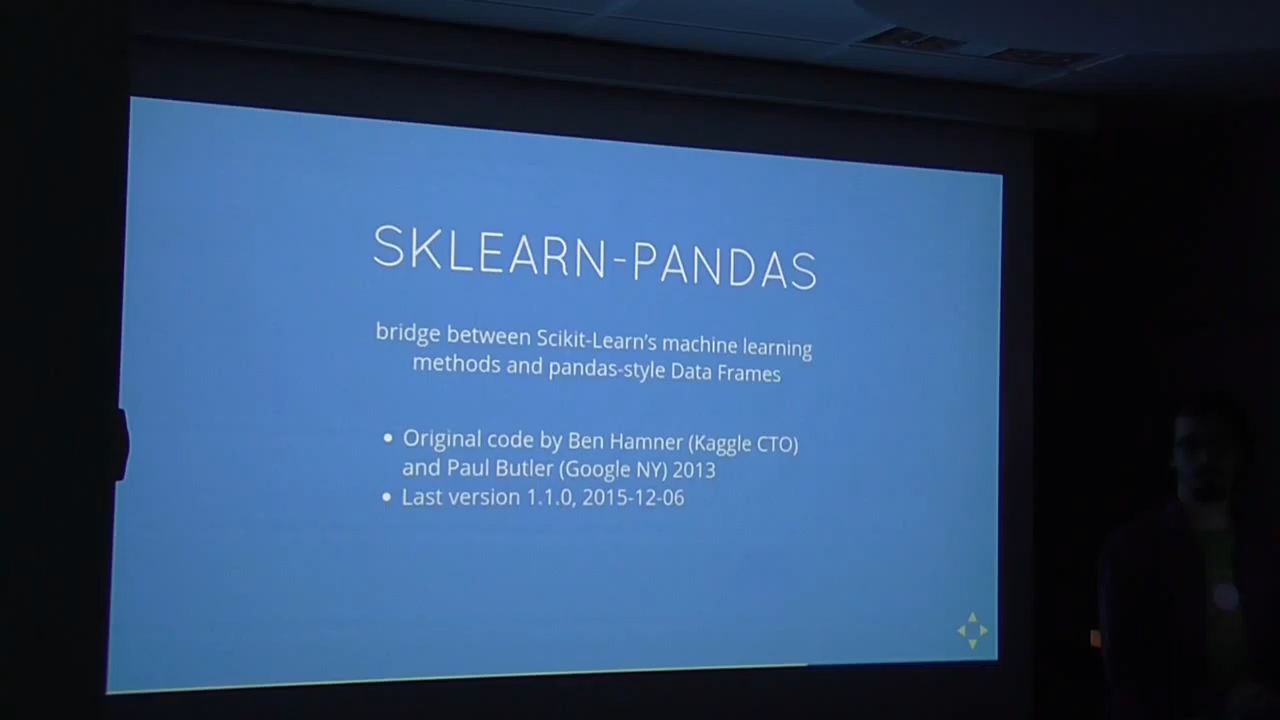 SKLEARN-PANDAS
bridge between Scikit-Learn's machine learning
methods and pandas-style Data Frames
• Original code by Ben Hamner (Kaggle CTO)
and Paul Butler (Google NY) 2013
• Last version 1.1.0, 2015-12-06